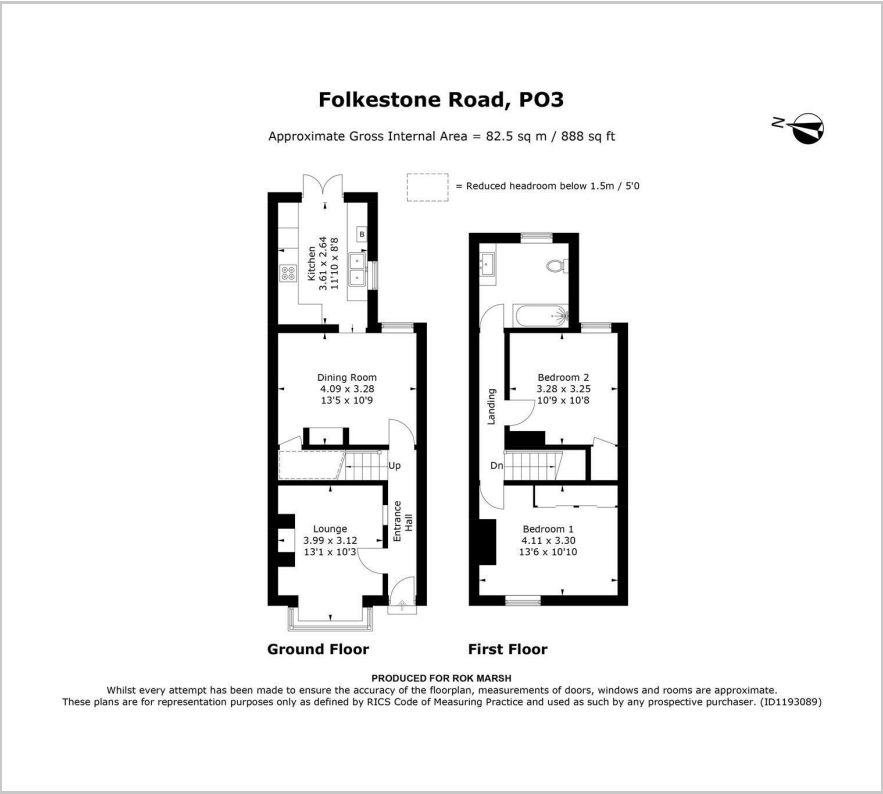 Folkestone Road, PO3
Approximate Gross Internal Area = 82.5 sq m / 888 sq ft
N
= Reduced headroom below 1.5m / 5'0
B
Kitchen
3.61 x 2.64
11'10 x 8'8
Dining Room
4.09 x 3.28
13'5 x 10'9
Up
Entrance
Hall
Lounge
3.99 x 3.12
13'1 x 10'3
Ground Floor
Landing
Bedroom 2
3.28 x 3.25
10'9 x 10'8
Dn
Bedroom 1
4.11 x 3.30
13'6 x 10'10
First Floor
PRODUCED FOR ROK MARSH
Whilst every attempt has been made to ensure the accuracy of the floorplan, measurements of doors, windows and rooms are approximate.
These plans are for representation purposes only as defined by RICS Code of Measuring Practice and used as such by any prospective purchaser. (ID1193089)